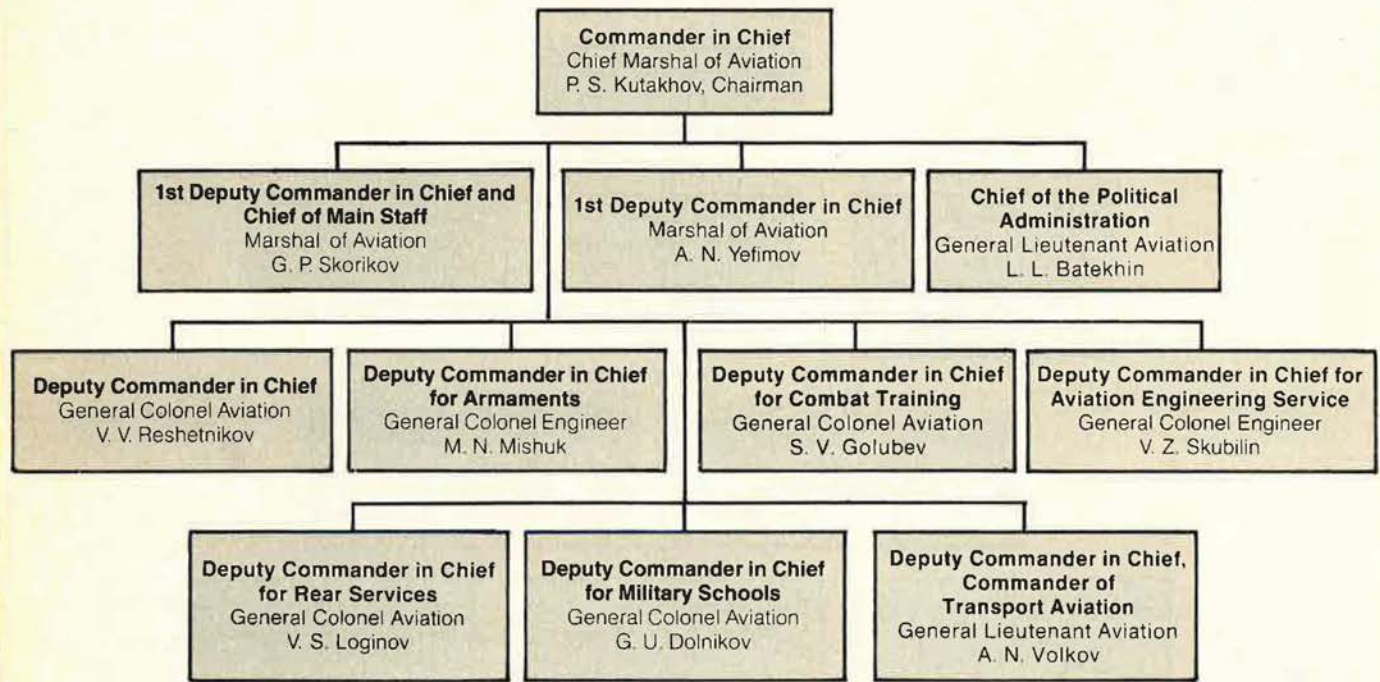 Commander in Chief
Chief Marshal of Aviation
P. S. Kutakhov, Chairman
1st Deputy Commander in Chief and
Chief of Main Staff
Marshal of Aviation
G. P. Skorikov
1st Deputy Commander in Chief
Marshal of Aviation
A. N. Yefimov
Chief of the Political
Administration
General Lieutenant Aviation
L. L. Batekhin
Deputy Commander in Chief
General Colonel Aviation
V. V. Reshetnikov
Deputy Commander in Chief
for Armaments
General Colonel Engineer
M. N. Mishuk
Deputy Commander in Chief
for Combat Training
General Colonel Aviation
S. V. Golubev
Deputy Commander in Chief for
Aviation Engineering Service
General Colonel Engineer
V. Z. Skubilin
Deputy Commander in Chief
for Rear Services
General Colonel Aviation
V. S. Loginov
Deputy Commander in Chief
for Military Schools
General Colonel Aviation
G. U. Dolnikov
Deputy Commander in Chief,
Commander of
Transport Aviation
General Lieutenant Aviation
A. N. Volkov